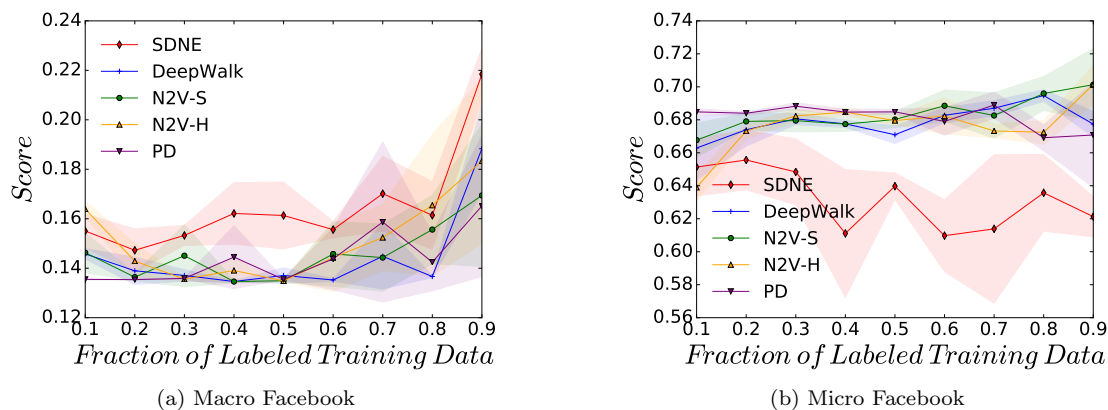 0.24
0.22
0.20
0.18
0.16
0.14
0.12
Score
SDNE
DeepWalk
N2V-S
N2V-H
PD
0.1 0.2 0.3 0.4 0.5 0.6 0.7 0.8 0.9
Fraction of Labeled Training Data
(a) Macro Facebook
0.74
0.72
0.70
0.68
0.66
0.64
0.62
0.60
0.58
0.56
Score
SDNE
DeepWalk
N2V-S
N2V-H
PD
0.1 0.2 0.3 0.4 0.5 0.6 0.7 0.8 0.9
Fraction of Labeled Training Data
(b) Micro Facebook